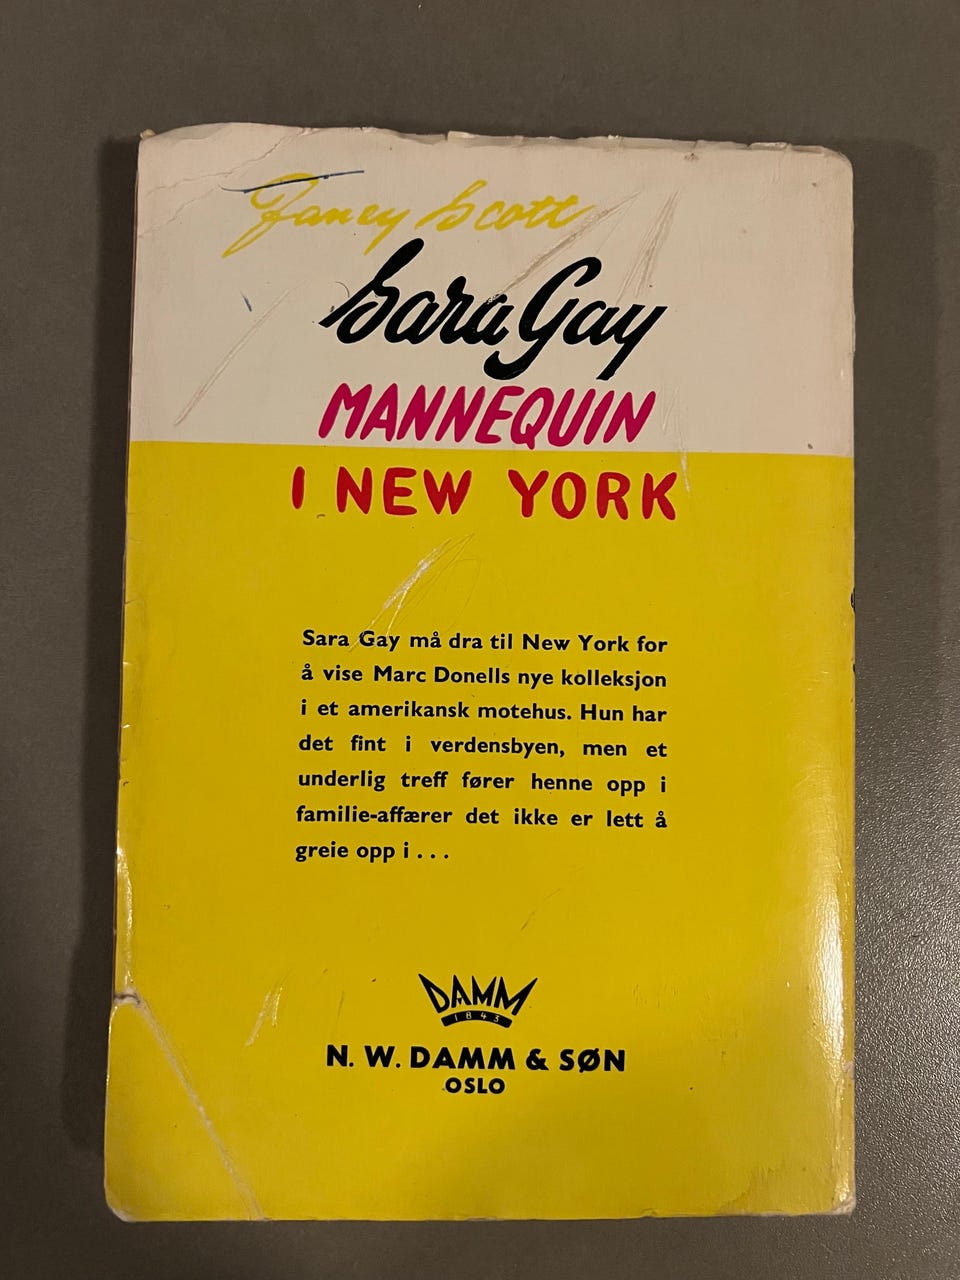 Janey Scott
Sara Gay
MANNEQUIN
I NEW YORK
Sara Gay må dra til New York for
å vise Marc Donells nye kolleksjon
i et amerikansk motehus. Hun har
det fint i verdensbyen, men et
underlig treff fører henne opp i
familie-affærer det ikke er lett å
greie opp i . . .
DAMM
1843
N. W. DAMM & SØN
OSLO